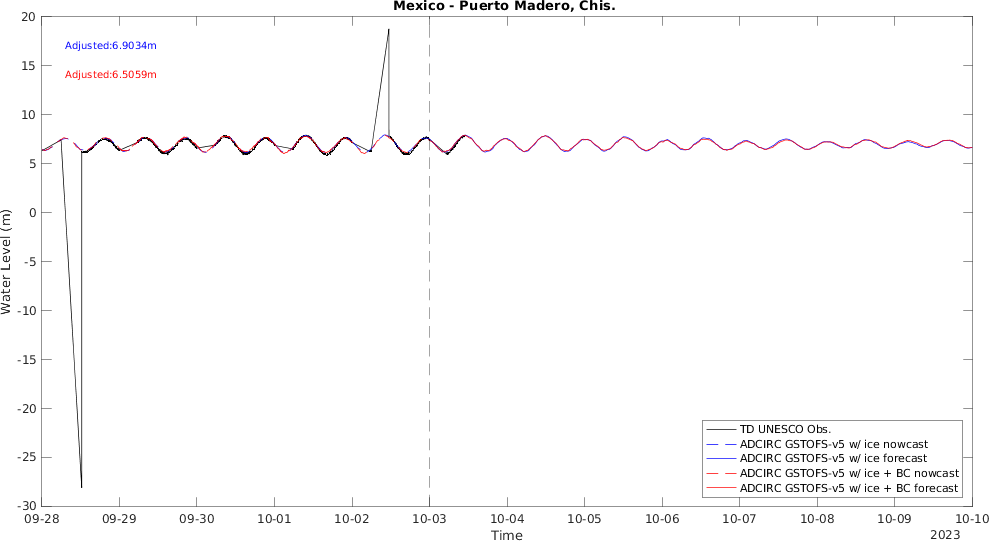 Mexico - Puerto Madero, Chis.
20
15
10
5
0
-5
-10
-15
-20
-25
-30
Water Level (m)
Adjusted:6.9034m
Adjusted:6.5059m
TD UNESCO Obs.
ADCIRC GSTOFS-v5 w/ ice nowcast
ADCIRC GSTOFS-v5 w/ ice forecast
ADCIRC GSTOFS-v5 w/ ice + BC nowcast
ADCIRC GSTOFS-v5 w/ ice + BC forecast
09-28 09-29 09-30 10-01 10-02 10-03 10-04 10-05 10-06 10-07 10-08 10-09 10-10
Time
2023